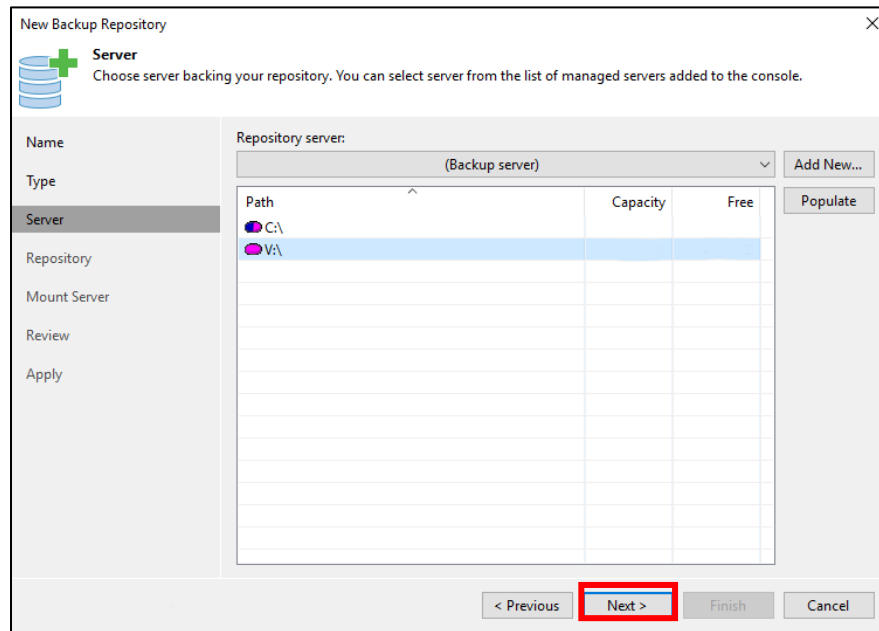 New Backup Repository
Server
Choose server backing your repository. You can select server from the list of managed servers added to the console.
Name
Type
Server
Repository
Mount Server
Review
Apply
Repository server:
(Backup server)
Add New...
Populate
Path Capacity Free
C:\
V:\
< Previous Next > Finish Cancel